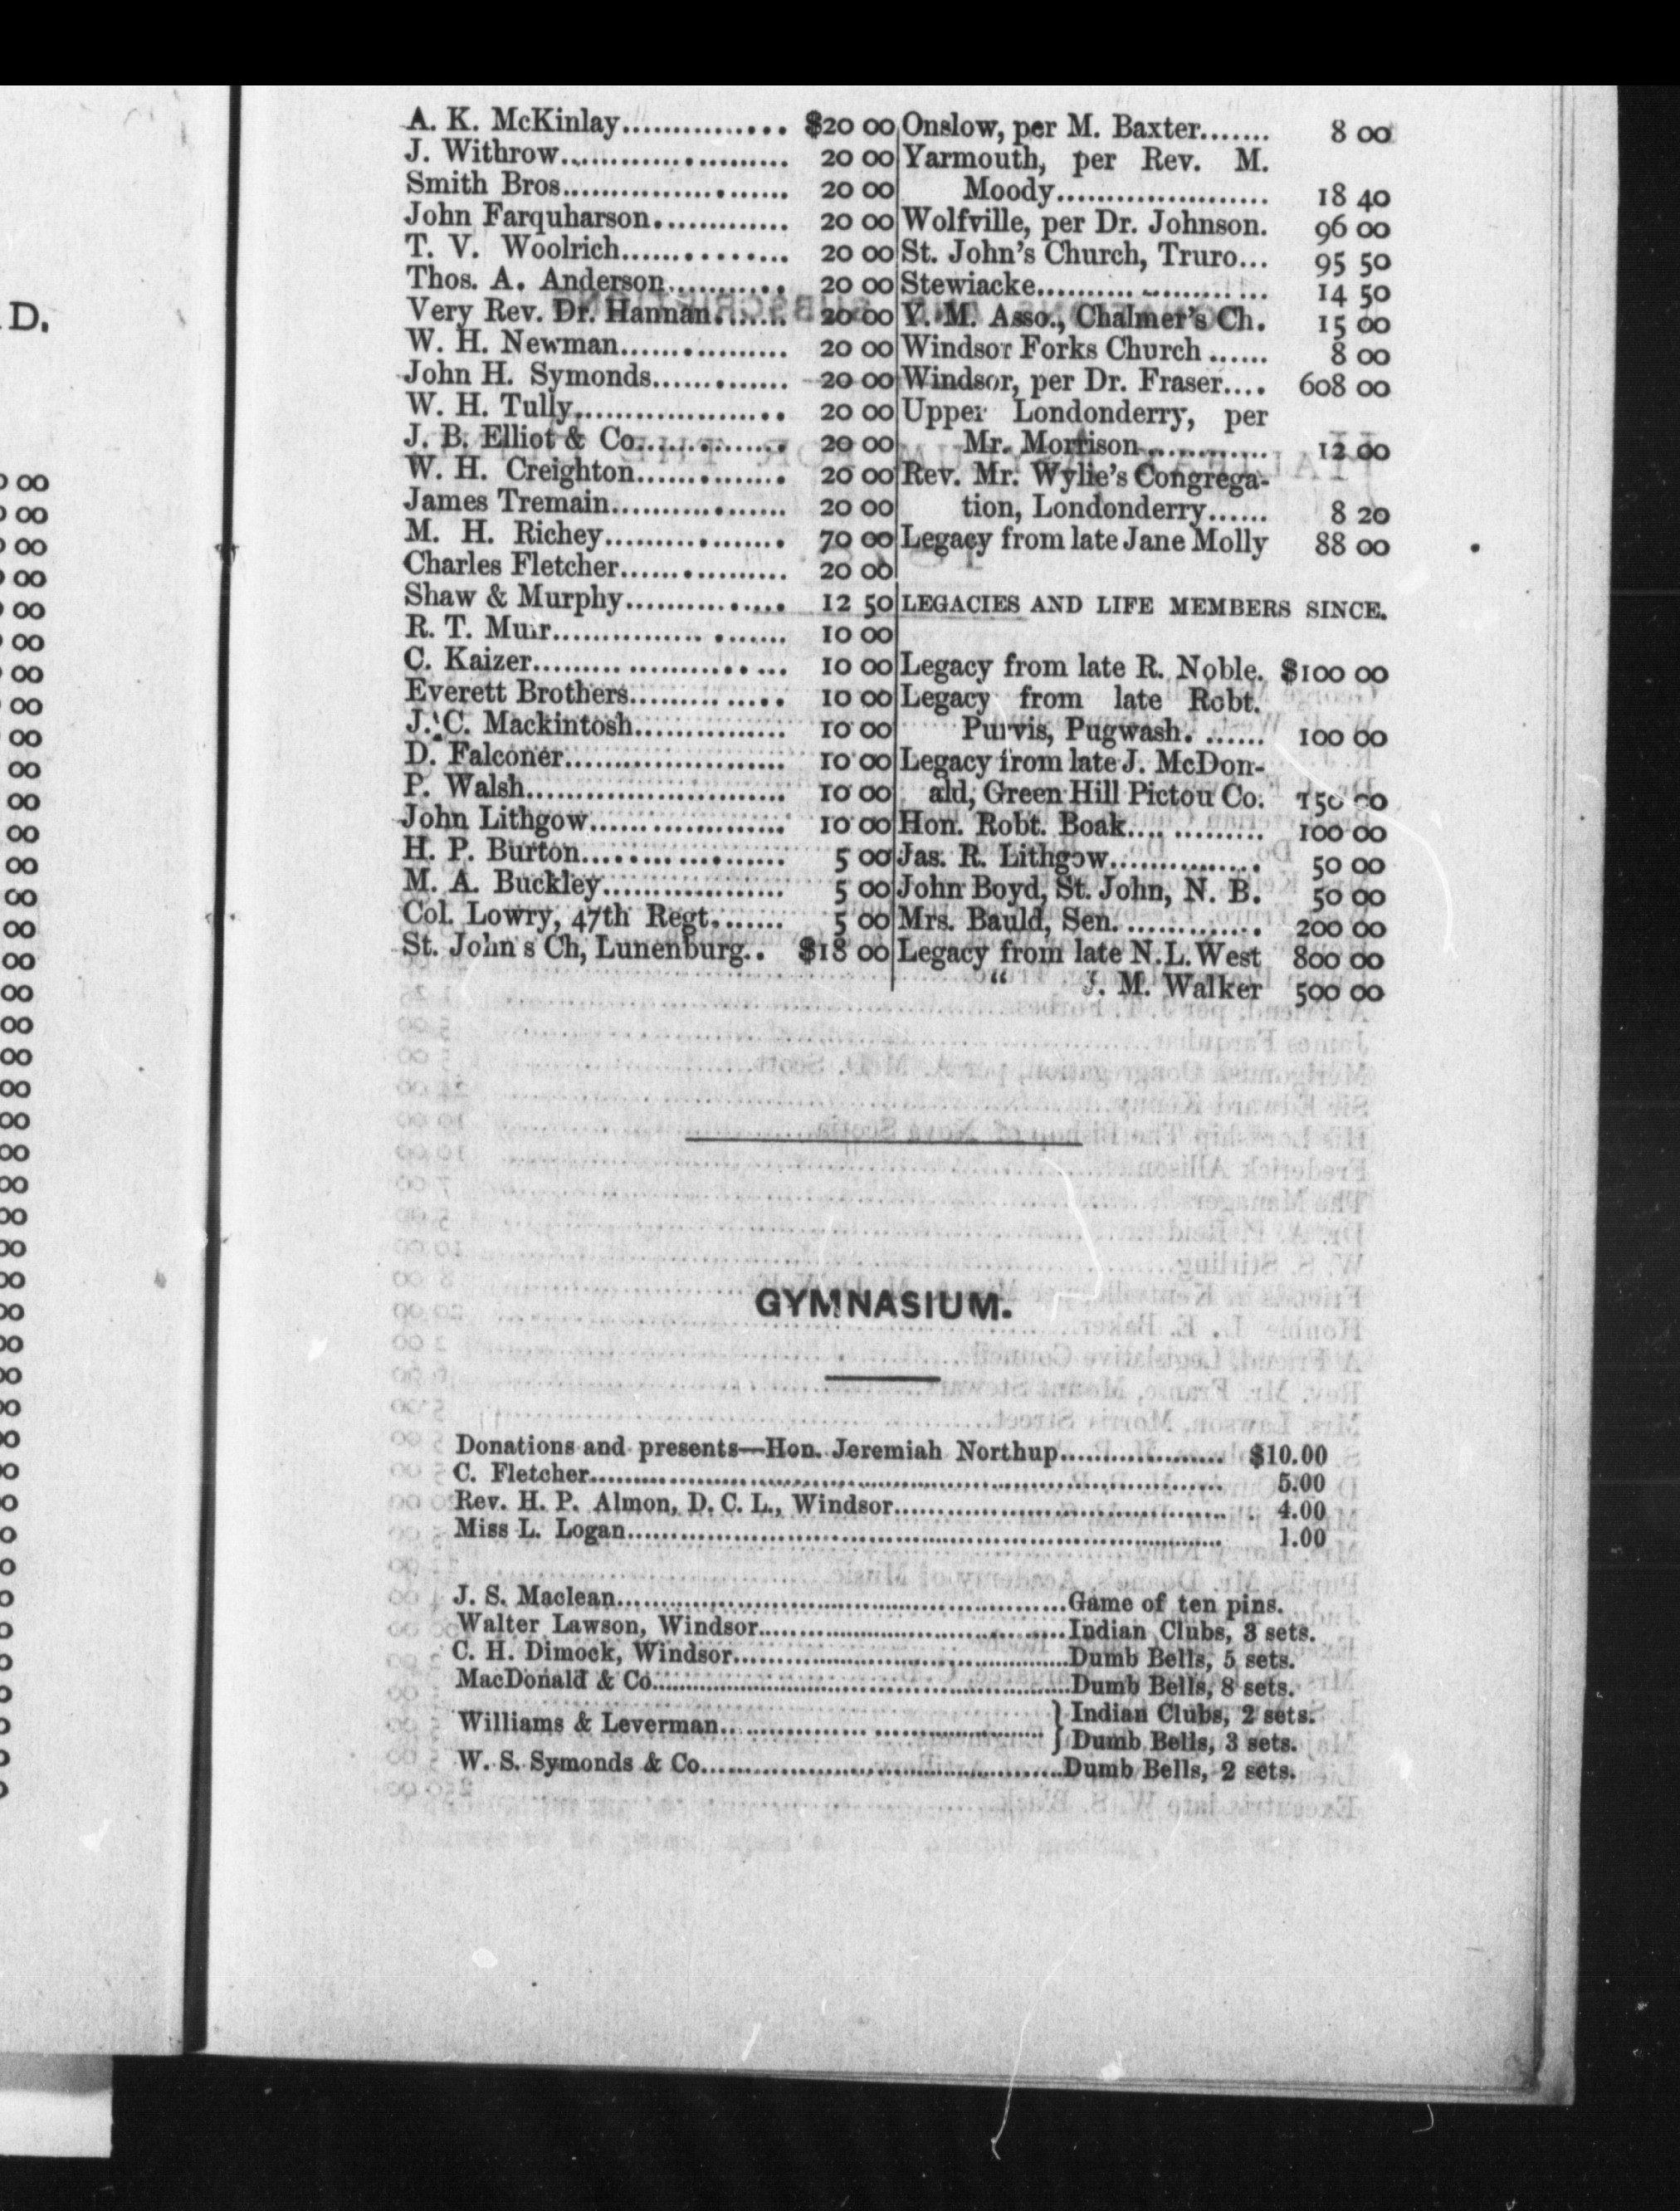 D.
A. K. McKinlay............... $20 00
J. Withrow...................... 20 00
Smith Bros...................... 20 00
John Farquharson............. 20 00
T. V. Woolrich................ 20 00
Thos. A. Anderson........... 20 00
Very Rev. Dr. Hannan....... 20 00
W. H. Newman................ 20 00
John H. Symonds............. 20 00
W. H. Tully.................... 20 00
J. B. Elliot & Co.............. 20 00
W. H. Creighton.............. 20 00
James Tremain................. 20 00
M. H. Richey................. 70 00
Charles Fletcher................ 20 00
Shaw & Murphy............... 12 50
R. T. Muir...................... 10 00
C. Kaizer........................ 10 00
Everett Brothers............... 10 00
J. C. Mackintosh............... 10 00
D. Falconer...................... 10 00
P. Walsh......................... 10 00
John Lithgow................... 10 00
H. P. Burton.................... 5 00
M. A. Buckley.................. 5 00
Col. Lowry, 47th Regt....... 5 00
St. John's Ch, Lunenburg.. $18 00
Onslow, per M. Baxter....... 8 00
Yarmouth, per Rev. M.
Moody...................... 18 40
Wolfville, per Dr. Johnson. 96 00
St. John's Church, Truro... 95 50
Stewiacke....................... 14 50
Y. M. Asso., Chalmer's Ch. 15 00
Windsor Forks Church ...... 8 00
Windsor, per Dr. Fraser.... 608 00
Upper Londonderry, per
Mr. Morrison............. 12 00
Rev. Mr. Wylie's Congrega-
tion, Londonderry...... 8 20
Legacy from late Jane Molly 88 00
LEGACIES AND LIFE MEMBERS SINCE.
Legacy from late R. Noble. $100 00
Legacy from late Robt.
Purvis, Pugwash. ...... 100 00
Legacy from late J. McDon-
ald, Green Hill Pictou Co. 150 00
Hon. Robt. Boak.... ......... 100 00
Jas. R. Lithgow............... 50 00
John Boyd, St. John, N. B. 50 00
Mrs. Bauld, Sen. ............. 200 00
Legacy from late N. L. West 800 00
“ J. M. Walker 500 00
GYMNASIUM.
Donations and presents—Hon. Jeremiah Northup.................... $10.00
C. Fletcher.................................................. 5.00
Rev. H. P. Almon, D. C. L., Windsor........................... 4.00
Miss L. Logan.................................................. 1.00
J. S. Maclean..................................................Game of ten pins.
Walter Lawson, Windsor...................................Indian Clubs, 3 sets.
C. H. Dimock, Windsor.....................................Dumb Bells, 5 sets.
MacDonald & Co..............................................Dumb Bells, 8 sets.
Williams & Leverman.................................... } Indian Clubs, 2 sets.
Dumb Bells, 3 sets.
W. S. Symonds & Co........................................Dumb Bells, 2 sets.